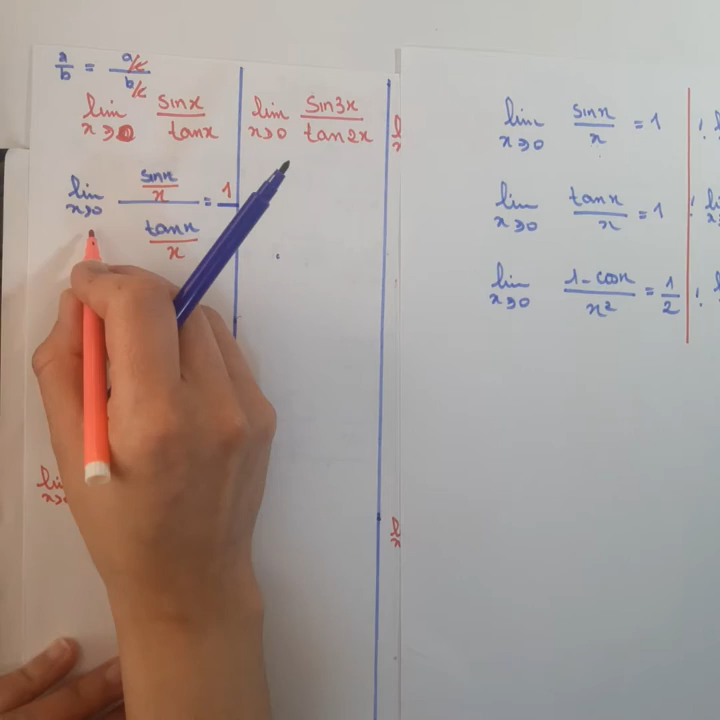 a/b = (a/c)/(b/c)
lim x→0 sinx/tanx
lim x→0 (sinx/x)/(tanx/x) = 1
lim
lim x→0 sin3x/tan2x
lim x→0 sinx/x = 1
lim x→0 tanx/x = 1
lim x→0 1-cosx/x² = 1/2